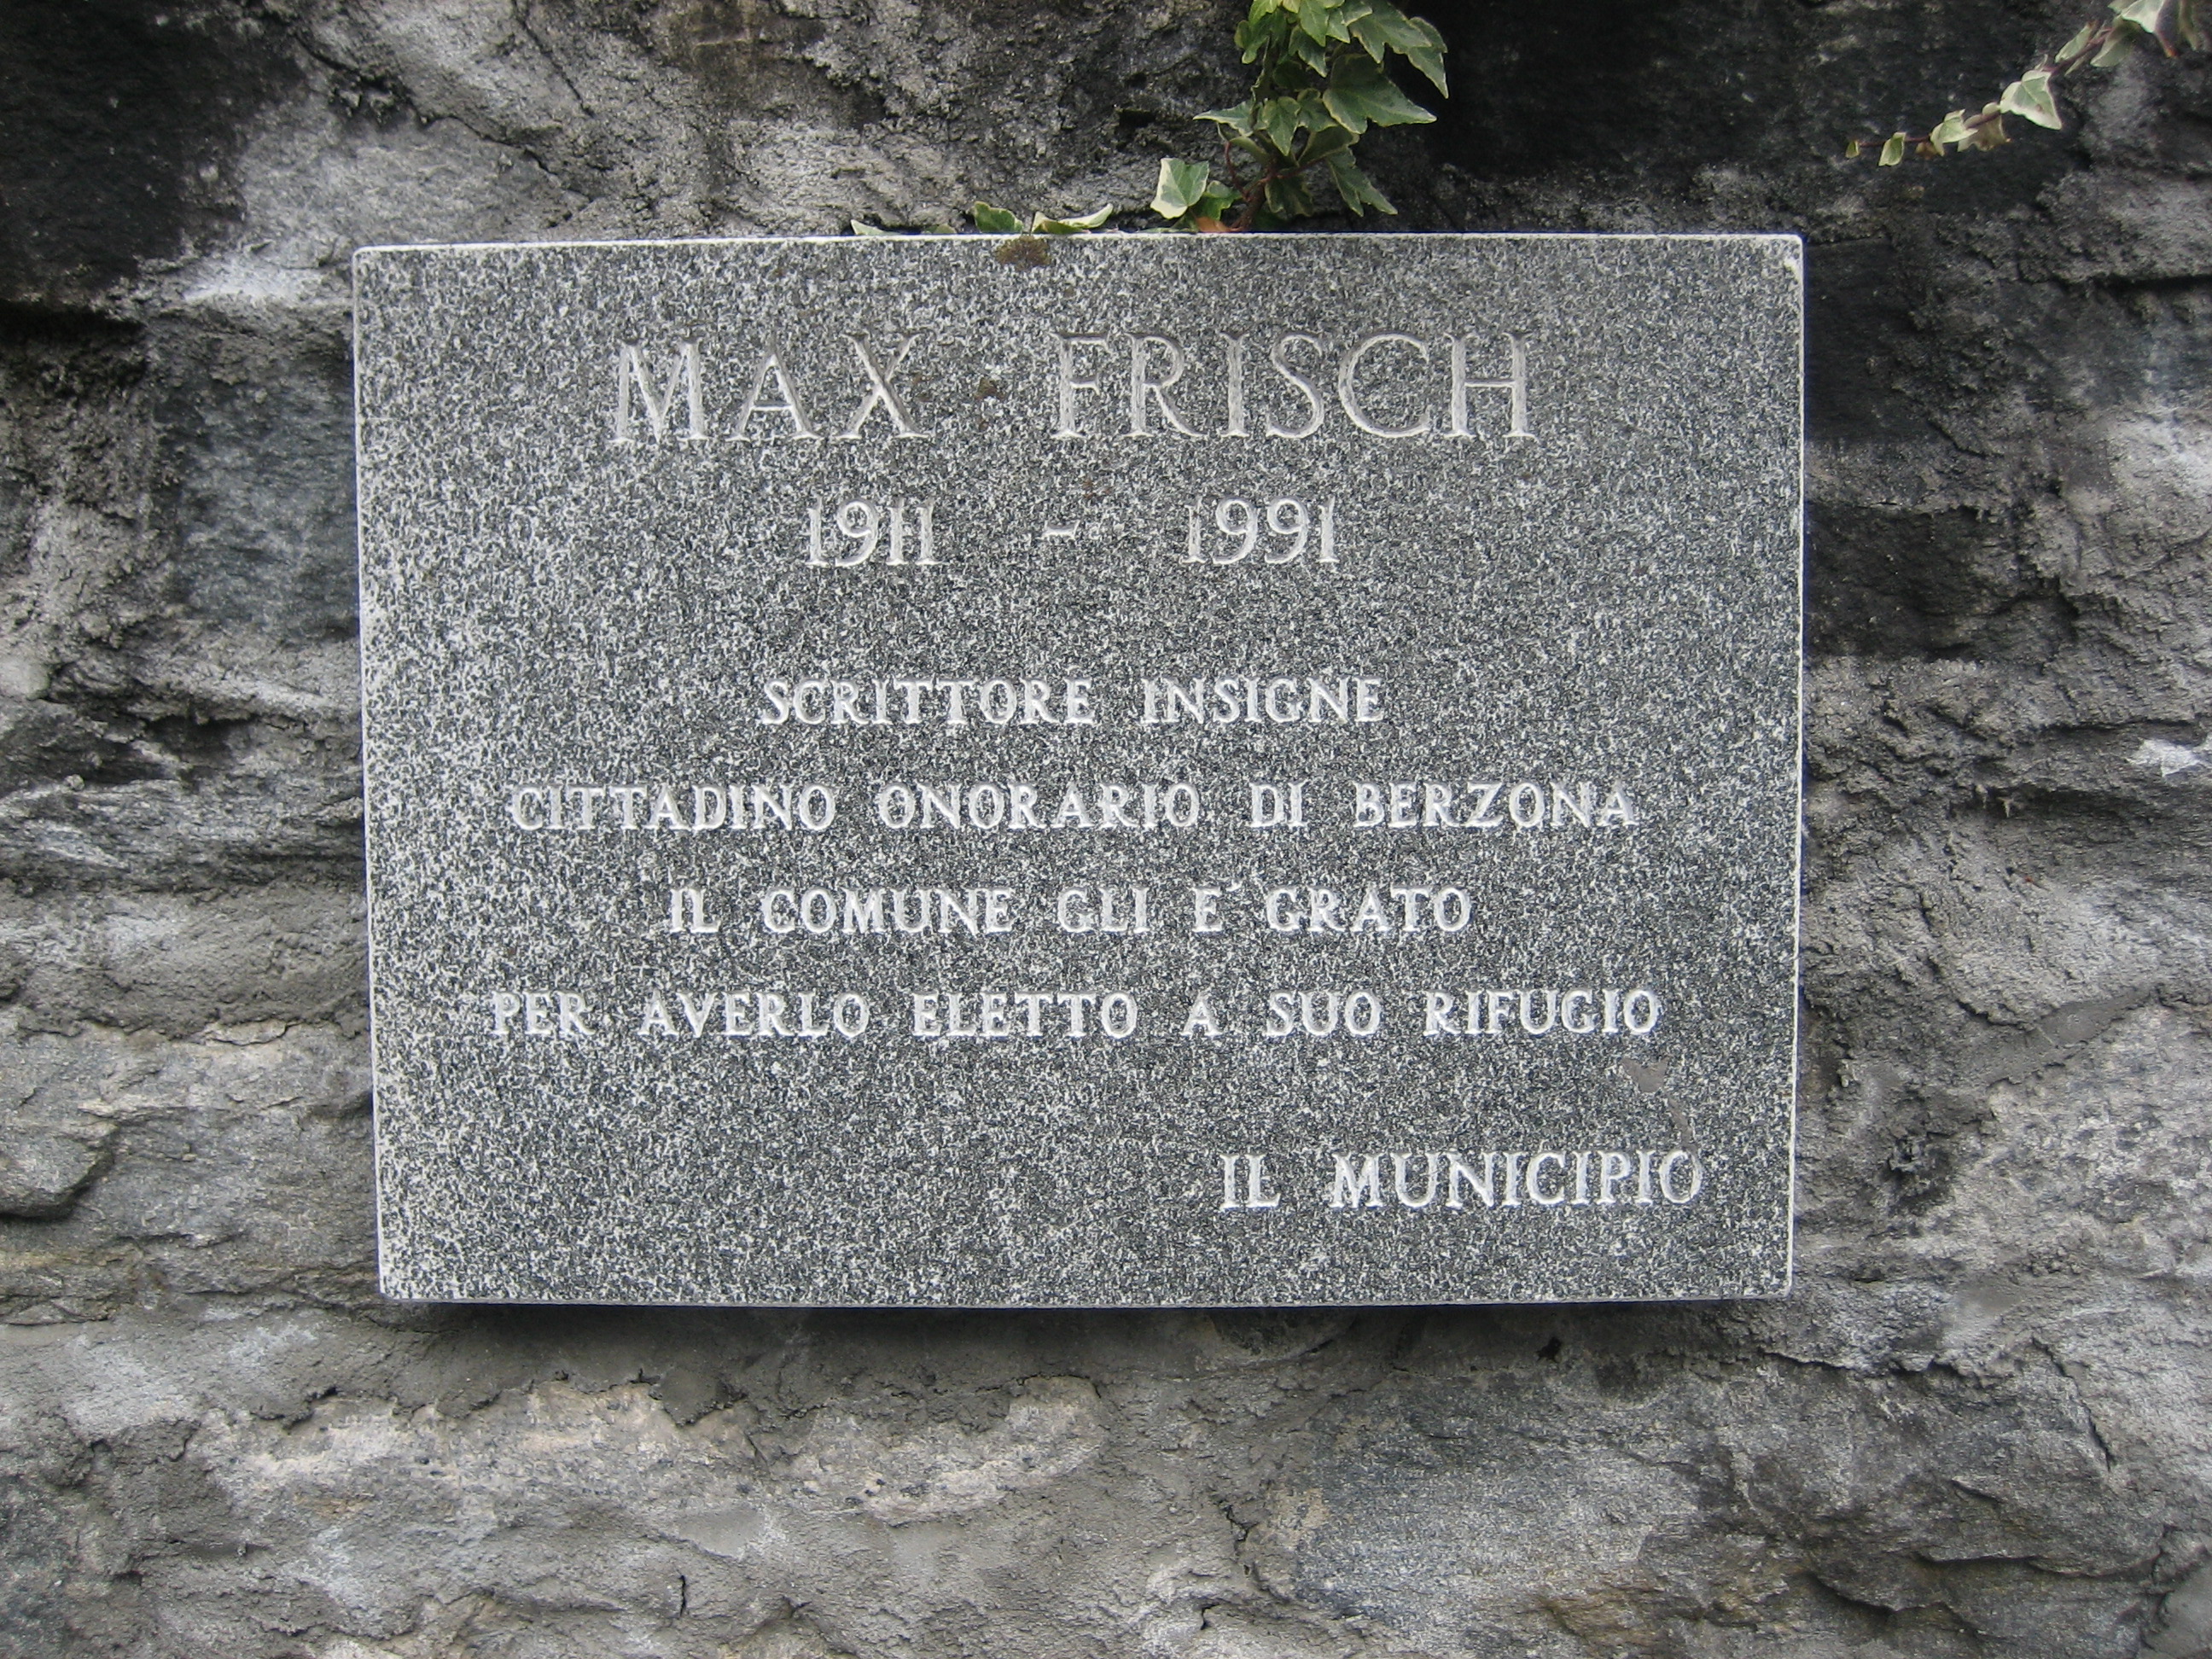 MAX FRISCH
1911 - 1991
SCRITTORE INSIGNE
CITTADINO ONORARIO DI BERZONA
IL COMUNE GLI E' GRATO
PER AVERLO ELETTO A SUO RIFUGIO
IL MUNICIPIO